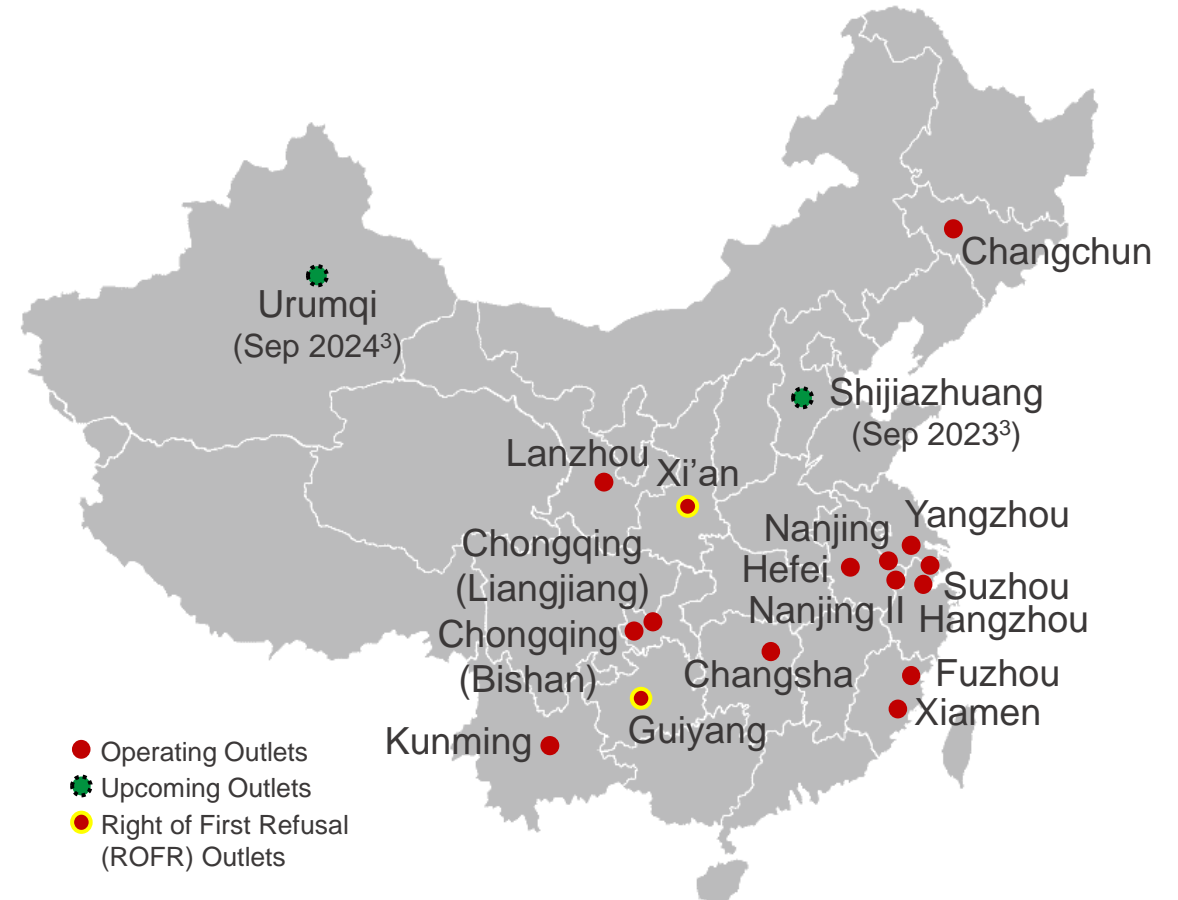 Changchun
Urumqi
(Sep 2024³)
Shijiazhuang
(Sep 2023³)
Lanzhou
Xi’an
Yangzhou
Nanjing
Chongqing
(Liangjiang)
Hefei
Suzhou
Nanjing II
Hangzhou
Chongqing
(Bishan)
Changsha
Fuzhou
Xiamen
Guiyang
Kunming
Operating Outlets
Upcoming Outlets
Right of First Refusal
(ROFR) Outlets